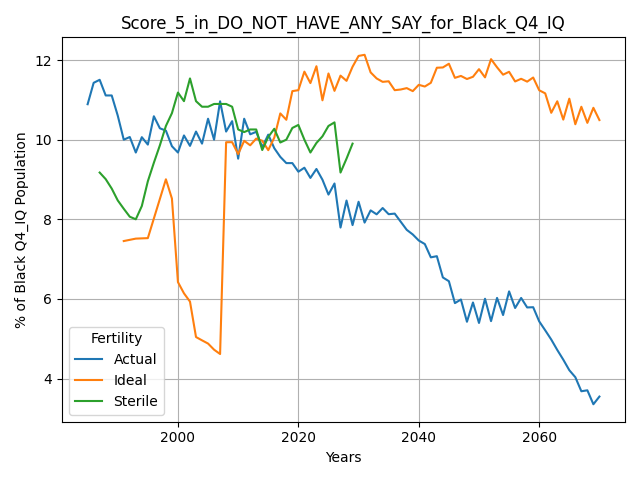 Score_5_in_DO_NOT_HAVE_ANY_SAY_for_Black_Q4_IQ
% of Black Q4_IQ Population
12
10
8
6
4
Fertility
Actual
Ideal
Sterile
2000 2020 2040 2060
Years